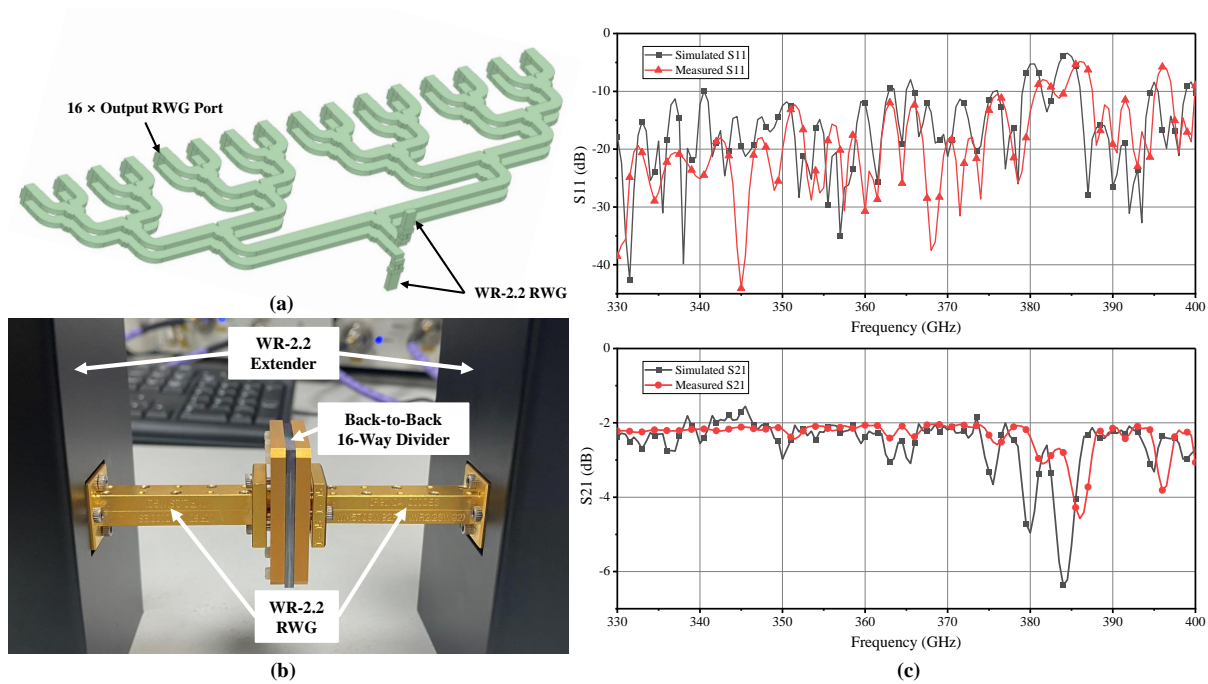 16 × Output RWG Port
WR-2.2 RWG
(a)
WR-2.2
Extender
Back-to-Back
16-Way Divider
WR-2.2
RWG
(b)
0
-10
-20
-30
-40
S11 (dB)
Simulated S11
Measured S11
330 340 350 360 370 380 390 400
Frequency (GHz)
0
-2
-4
-6
S21 (dB)
Simulated S21
Measured S21
330 340 350 360 370 380 390 400
Frequency (GHz)
(c)